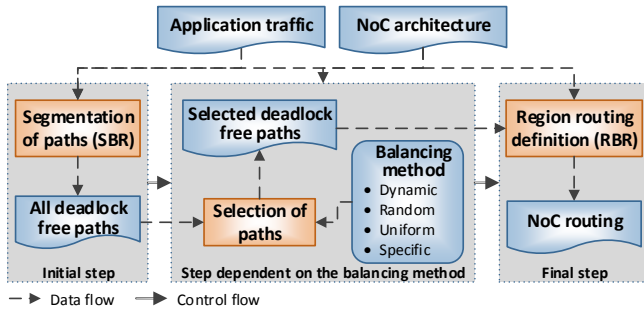 Application traffic
NoC architecture
Segmentation
of paths (SBR)
All deadlock
free paths
Initial step
Selected deadlock
free paths
Selection of
paths
Balancing
method
• Dynamic
• Random
• Uniform
• Specific
Step dependent on the balancing method
Region routing
definition (RBR)
NoC routing
Final step
Data flow
Control flow